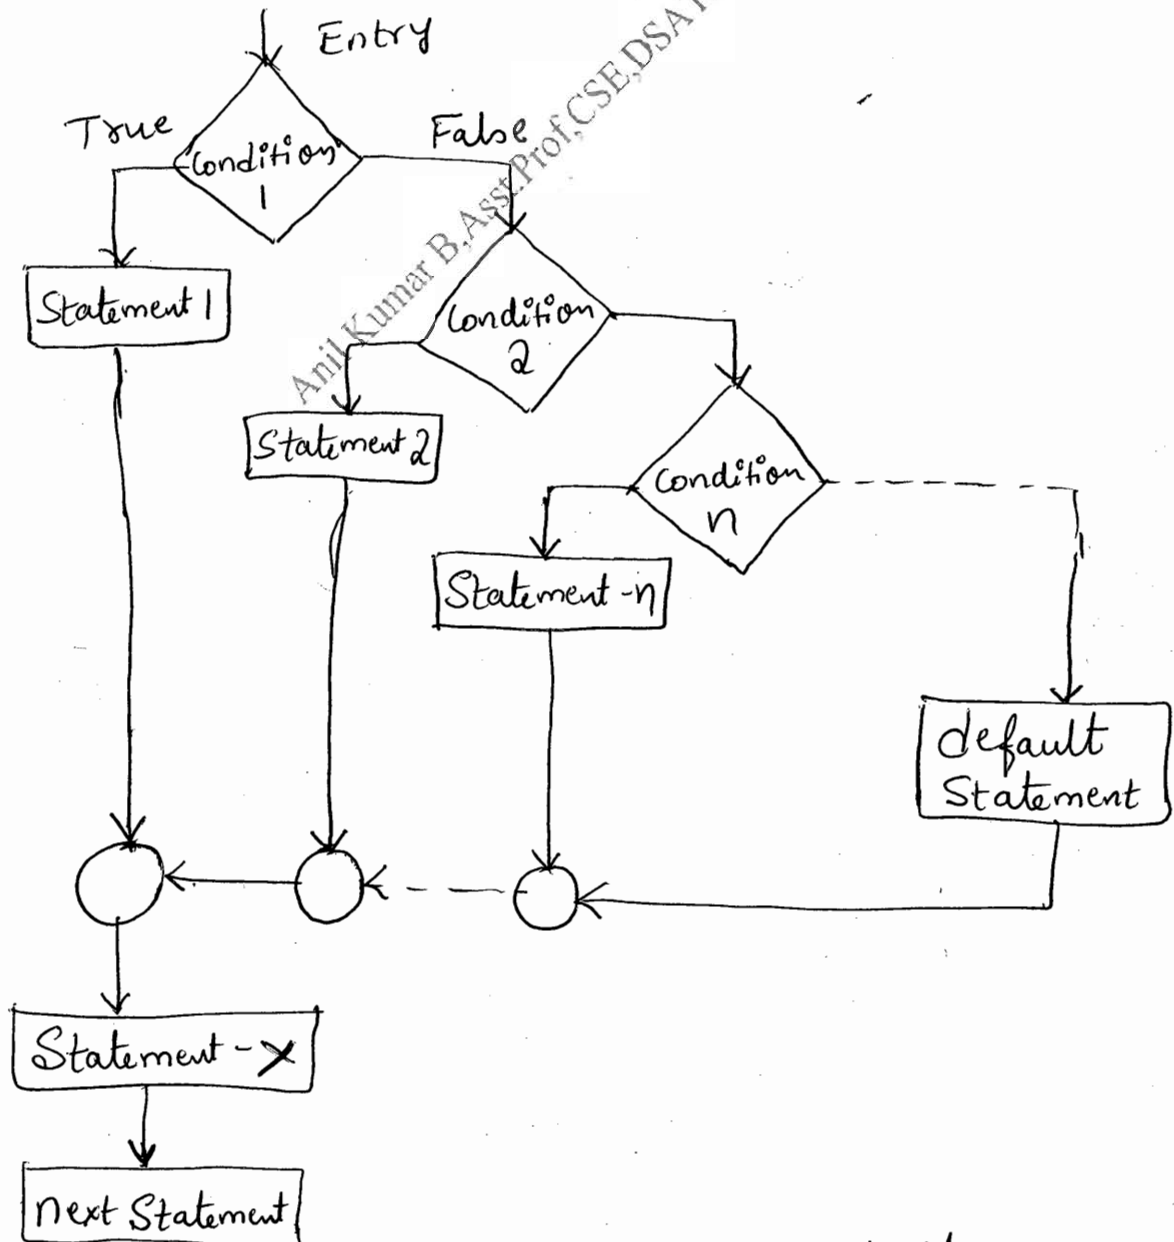 Entry
True
False
Condition
1
Statement 1
Condition
2
Statement 2
Condition
n
Statement -n
default
Statement
Statement - x
next Statement
Anil Kumar B,Asst.Prof,CSE,DSAT